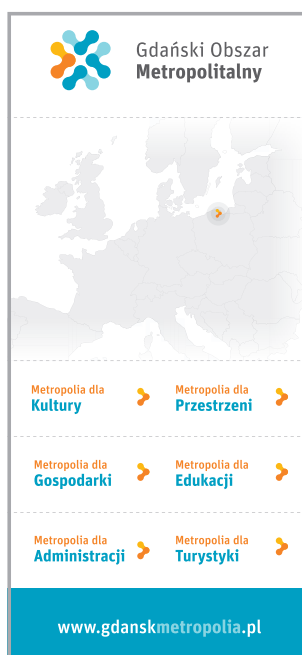 Gdański Obszar
Metropolitalny
Metropolia dla
Kultury
Metropolia dla
Przestrzeni
Metropolia dla
Gospodarki
Metropolia dla
Edukacji
Metropolia dla
Administracji
Metropolia dla
Turystyki
www.gdanskmetropolia.pl